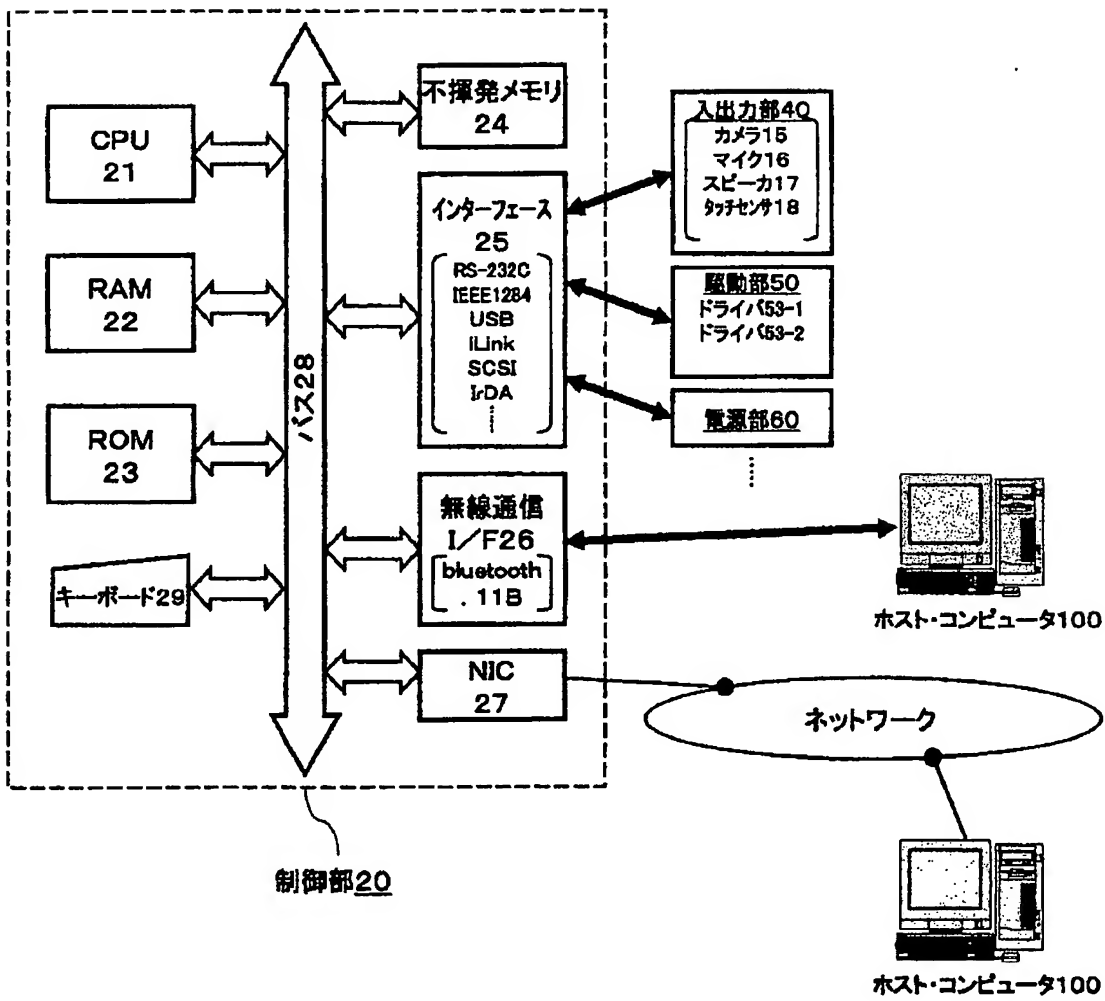 CPU
21
RAM
22
ROM
23
キーボード29
バス28
不揮発メモリ
24
インターフェース
25
RS-232C
IEEE1284
USB
iLink
SCSI
IrDA
無線通信
I/F26
bluetooth
.11B
NIC
27
入出力部40
カメラ15
マイク16
スピーカ17
タッチセンサ18
駆動部50
ドライバ53-1
ドライバ53-2
電源部60
ホスト・コンピュータ100
ネットワーク
ホスト・コンピュータ100
制御部20